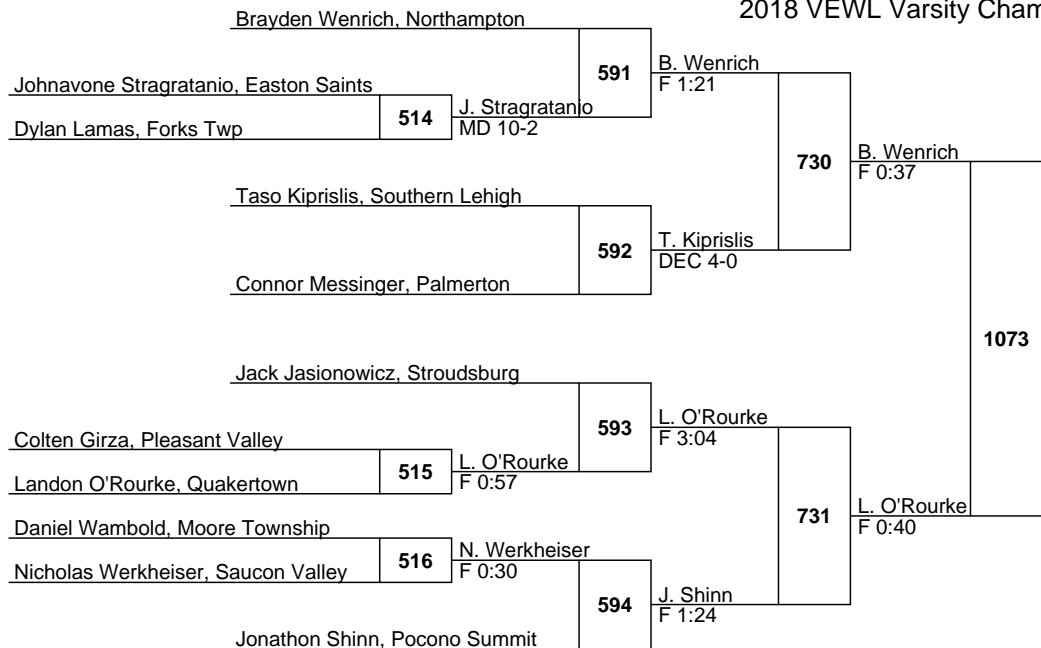 2018 VEWL Varsity Cham
Brayden Wenrich, Northampton
591
B. Wenrich
F 1:21
Johnavone Stragratanio, Easton Saints
514
J. Stragratanio
MD 10-2
Dylan Lamas, Forks Twp
730
B. Wenrich
F 0:37
Taso Kiprislis, Southern Lehigh
592
T. Kiprislis
DEC 4-0
Connor Messinger, Palmerton
1073
Jack Jasionowicz, Stroudsburg
593
L. O'Rourke
F 3:04
Colten Girza, Pleasant Valley
515
L. O'Rourke
F 0:57
Landon O'Rourke, Quakertown
731
L. O'Rourke
F 0:40
Daniel Wambold, Moore Township
516
N. Werkheiser
F 0:30
Nicholas Werkheiser, Saucon Valley
594
J. Shinn
F 1:24
Jonathon Shinn, Pocono Summit